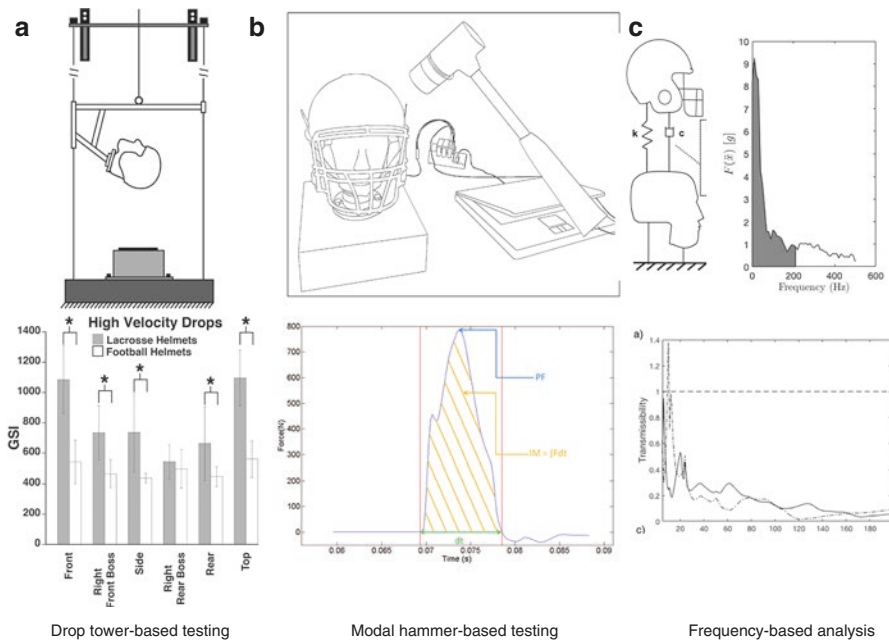 a
b
c
k
c
10
9
8
7
6
5
4
3
2
1
0
F(ẍ) [g]
0
200
400
600
Frequency (Hz)
High Velocity Drops
Lacrosse Helmets
Football Helmets
*
*
*
*
*
1400
1200
1000
800
600
400
200
0
GSI
Front
Right
Front Boss
Side
Right
Rear Boss
Rear
Top
Drop tower-based testing
800
700
600
500
400
300
200
100
0
Force(N)
PF
IM = ∫Fdt
dt
0.06
0.065
0.07
0.075
0.08
0.085
0.09
Time (s)
Modal hammer-based testing
a)
1.4
1.2
1
0.8
0.6
0.4
0.2
0
Transmissibility
c)
20
40
60
80
100
120
140
160
180
Frequency-based analysis